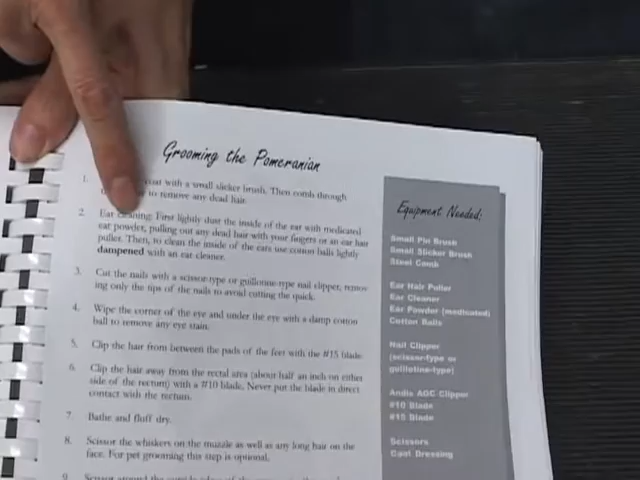 Grooming the Pomeranian
1. coat with a small slicker brush. Then comb through
to remove any dead hair.
2. Ear cleaning: First lightly dust the inside of the ear with medicated
ear powder, pulling out any dead hair with your fingers or an ear hair
puller. Then, to clean the inside of the ears use cotton balls lightly
dampened with an ear cleaner.
3. Cut the nails with a scissor-type or guillotine-type nail clipper, remov-
ing only the tips of the nails to avoid cutting the quick.
4. Wipe the corner of the eye and under the eye with a damp cotton
ball to remove any eye stain.
5. Clip the hair from between the pads of the feet with the #15 blade
6. Clip the hair away from the rectal area (about half an inch on either
side of the rectum) with a #10 blade. Never put the blade in direct
contact with the rectum.
7. Bathe and fluff dry.
8. Scissor the whiskers on the muzzle as well as any long hair on the
face. For pet grooming this step is optional.
9. Scissor around the
Equipment Needed:
Small Pin Brush
Small Slicker Brush
Steel Comb
Ear Hair Puller
Ear Cleaner
Ear Powder (medicated)
Cotton Balls
Nail Clipper
(scissor-type or
guillotine-type)
Andis AGC Clipper
#10 Blade
#15 Blade
Scissors
Coat Dressing